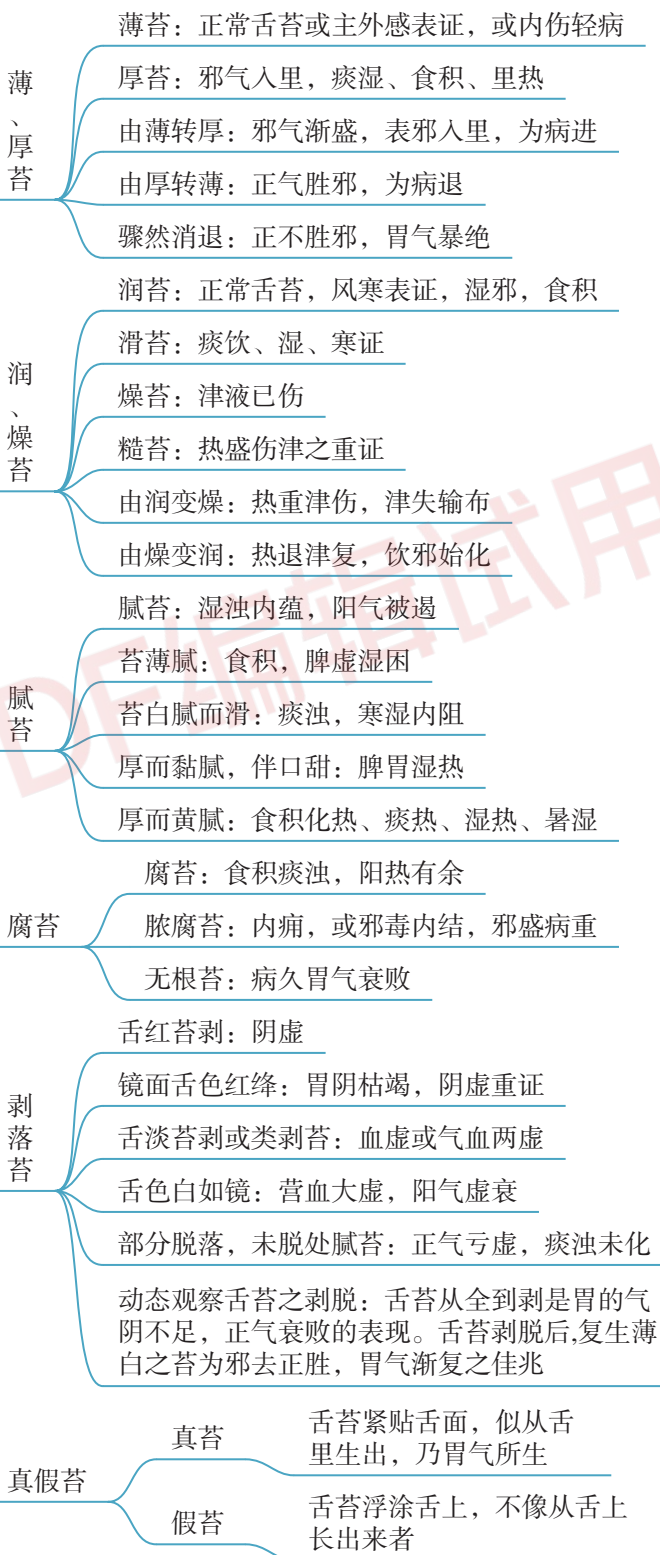 薄、厚苔
薄苔：正常舌苔或主外感表证，或内伤轻病
厚苔：邪气入里，痰湿、食积、里热
由薄转厚：邪气渐盛，表邪入里，为病进
由厚转薄：正气胜邪，为病退
骤然消退：正不胜邪，胃气暴绝
润、燥苔
润苔：正常舌苔，风寒表证，湿邪，食积
滑苔：痰饮、湿、寒证
燥苔：津液已伤
糙苔：热盛伤津之重证
由润变燥：热重津伤，津失输布
由燥变润：热退津复，饮邪始化
腻苔
腻苔：湿浊内蕴，阳气被遏
苔薄腻：食积，脾虚湿困
苔白腻而滑：痰浊，寒湿内阻
厚而黏腻，伴口甜：脾胃湿热
厚而黄腻：食积化热、痰热、湿热、暑湿
腐苔
腐苔：食积痰浊，阳热有余
脓腐苔：内痈，或邪毒内结，邪盛病重
无根苔：病久胃气衰败
剥落苔
舌红苔剥：阴虚
镜面舌色红绛：胃阴枯竭，阴虚重证
舌淡苔剥或类剥苔：血虚或气血两虚
舌色白如镜：营血大虚，阳气虚衰
部分脱落，未脱处腻苔：正气亏虚，痰浊未化
动态观察舌苔之剥脱：舌苔从全到剥是胃的气
阴不足，正气衰败的表现。舌苔剥脱后,复生薄
白之苔为邪去正胜，胃气渐复之佳兆
真假苔
真苔
舌苔紧贴舌面，似从舌
里生出，乃胃气所生
假苔
舌苔浮涂舌上，不像从舌上
长出来者
DF编辑试用